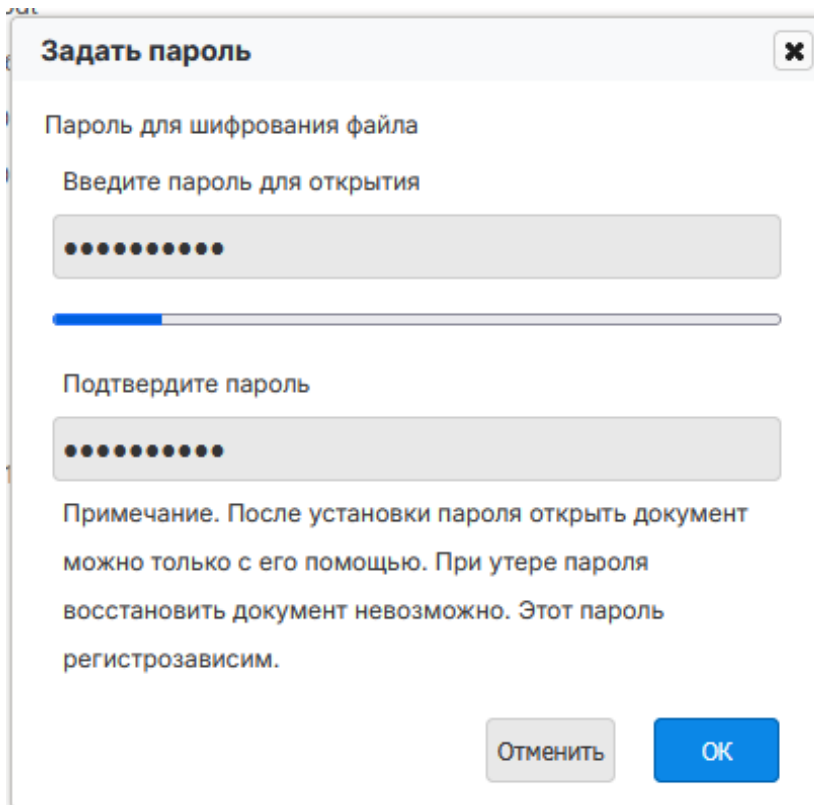 Задать пароль
Пароль для шифрования файла
Введите пароль для открытия
••••••••••
Подтвердите пароль
••••••••••
Примечание. После установки пароля открыть документ
можно только с его помощью. При утере пароля
восстановить документ невозможно. Этот пароль
регистрозависим.
Отменить
OK